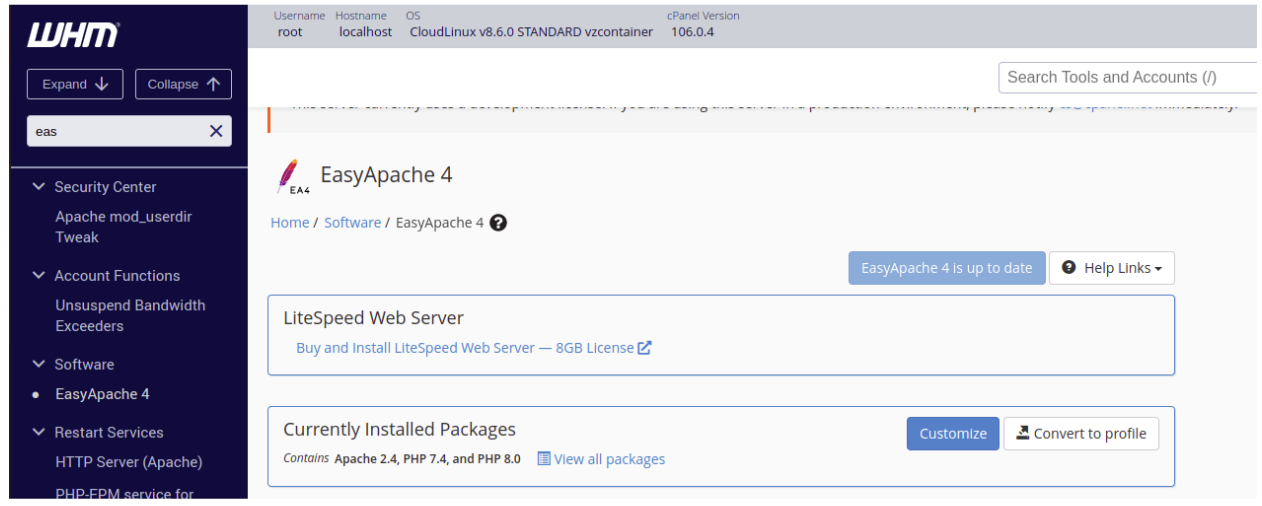 WHM
Username Hostname OS cPanel Version
root localhost CloudLinux v8.6.0 STANDARD vzcontainer 106.0.4
Expand Collapse
Search Tools and Accounts (/)
eas
EasyApache 4
EA4
Home / Software / EasyApache 4
EasyApache 4 is up to date Help Links
LiteSpeed Web Server
Buy and Install LiteSpeed Web Server — 8GB License
Currently Installed Packages
Contains Apache 2.4, PHP 7.4, and PHP 8.0 View all packages
Customize Convert to profile
Security Center
Apache mod_userdir
Tweak
Account Functions
Unsuspend Bandwidth
Exceeders
Software
EasyApache 4
Restart Services
HTTP Server (Apache)
PHP-FPM service for